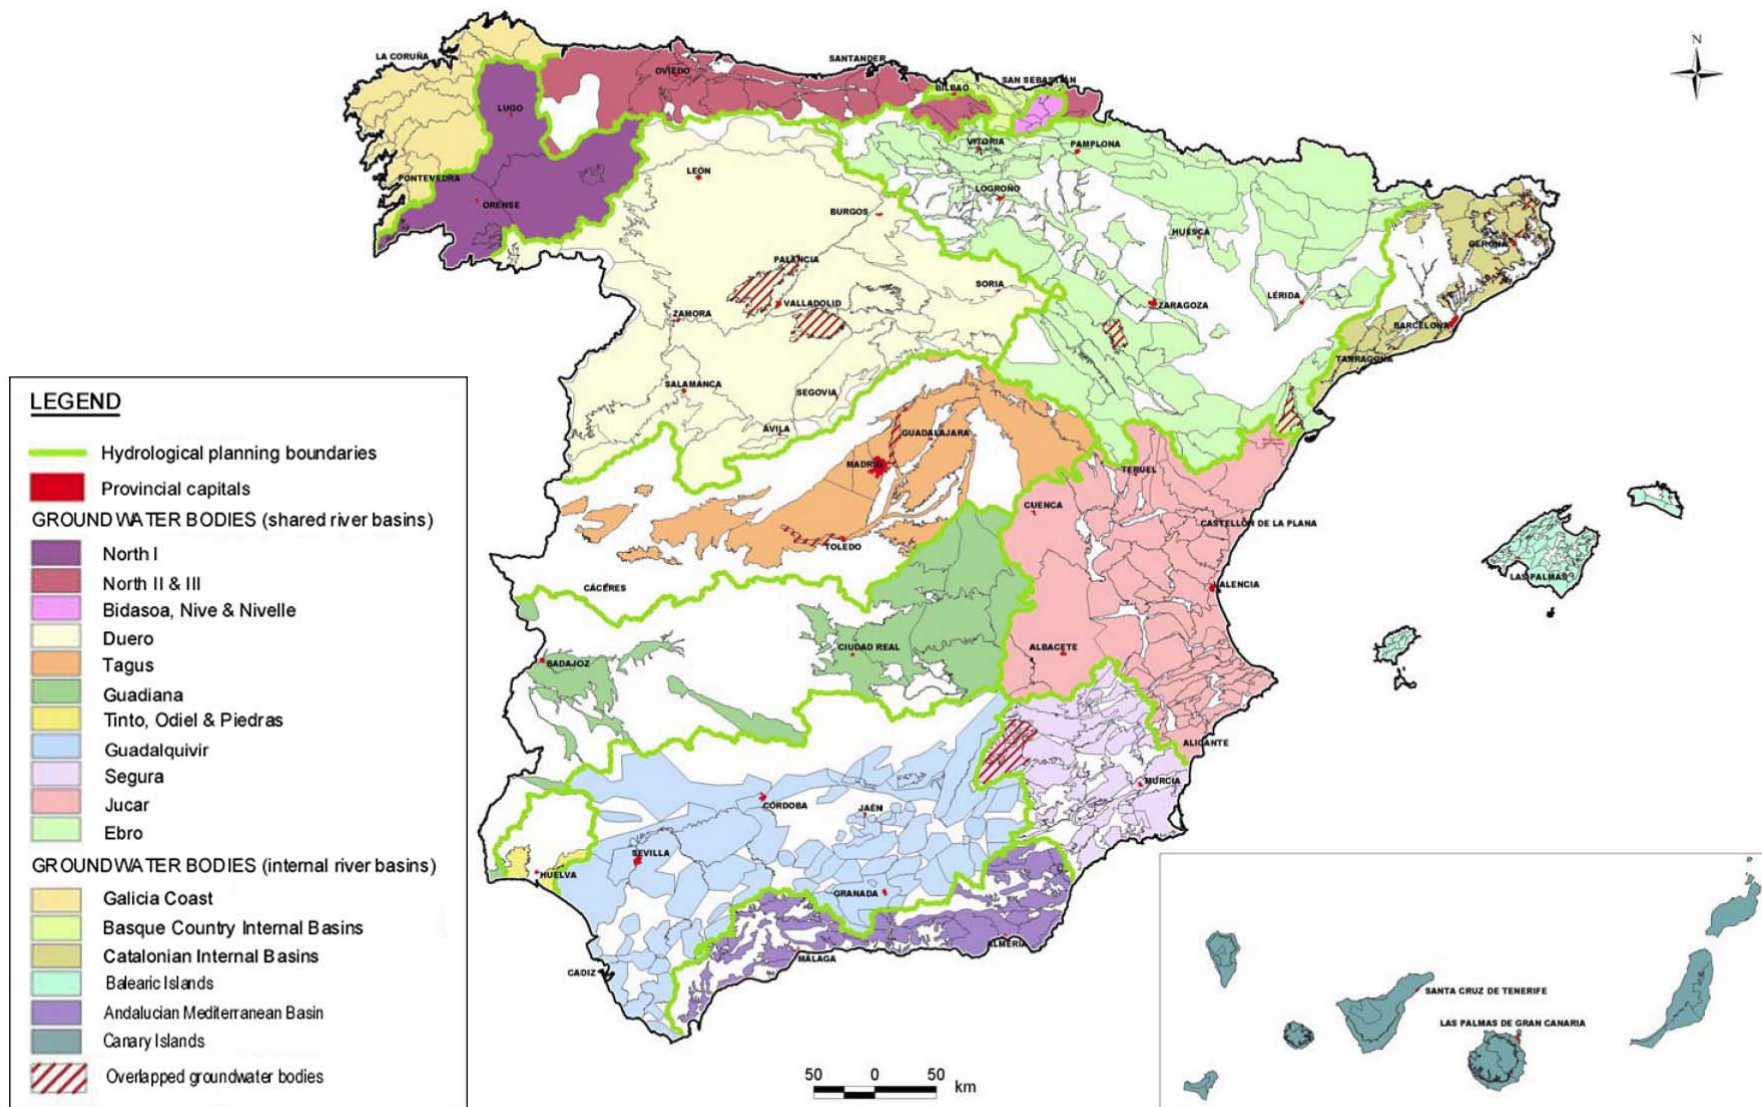 N
LA CORUÑA
OVIEDO
SANTANDER
BILBAO
SAN SEBASTIÁN
LUGO
VITORIA
PAMPLONA
PONTEVEDRA
LEÓN
LOGROÑO
ORENSE
BURGOS
HUESCA
GERONA
PALENCIA
SORIA
VALLADOLID
ZARAGOZA
LÉRIDA
ZAMORA
BARCELONA
TARRAGONA
SALAMANCA
SEGOVIA
ÁVILA
GUADALAJARA
MADRID
TERUEL
CUENCA
CASTELLÓN DE LA PLANA
TOLEDO
LAS PALMAS
CÁCERES
VALENCIA
CIUDAD REAL
ALBACETE
BADAJOZ
ALICANTE
MURCIA
CÓRDOBA
JAÉN
SEVILLA
HUELVA
GRANADA
ALMERÍA
MÁLAGA
CADIZ
SANTA CRUZ DE TENERIFE
LAS PALMAS DE GRAN CANARIA
LEGEND
Hydrological planning boundaries
Provincial capitals
GROUNDWATER BODIES (shared river basins)
North I
North II & III
Bidasoa, Nive & Nivelle
Duero
Tagus
Guadiana
Tinto, Odiel & Piedras
Guadalquivir
Segura
Jucar
Ebro
GROUNDWATER BODIES (internal river basins)
Galicia Coast
Basque Country Internal Basins
Catalonian Internal Basins
Balearic Islands
Andalucian Mediterranean Basin
Canary Islands
Overlapped groundwater bodies
50 0 50 km